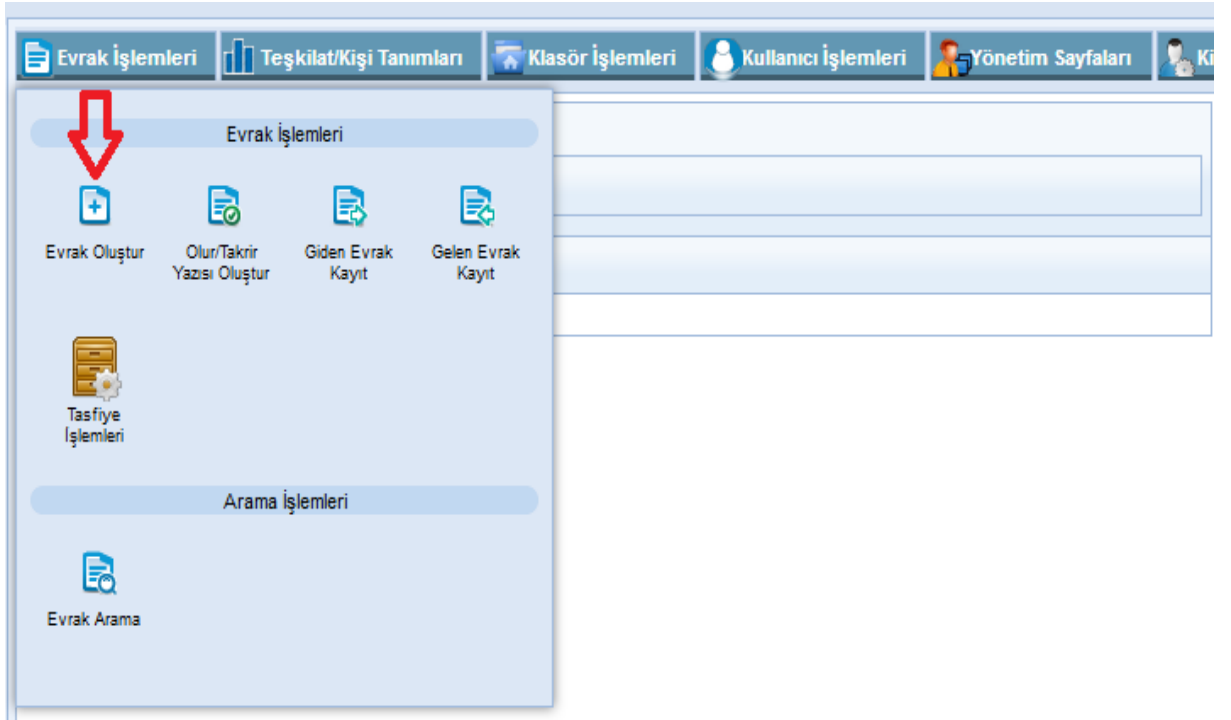 Evrak İşlemleri Teşkilat/Kişi Tanımları Klasör İşlemleri Kullanıcı İşlemleri Yönetim Sayfaları Ki
Evrak İşlemleri
Evrak Oluştur Olur/Takrir Giden Evrak Gelen Evrak
Yazısı Oluştur Kayıt Kayıt
Tasfiye
İşlemleri
Arama İşlemleri
Evrak Arama